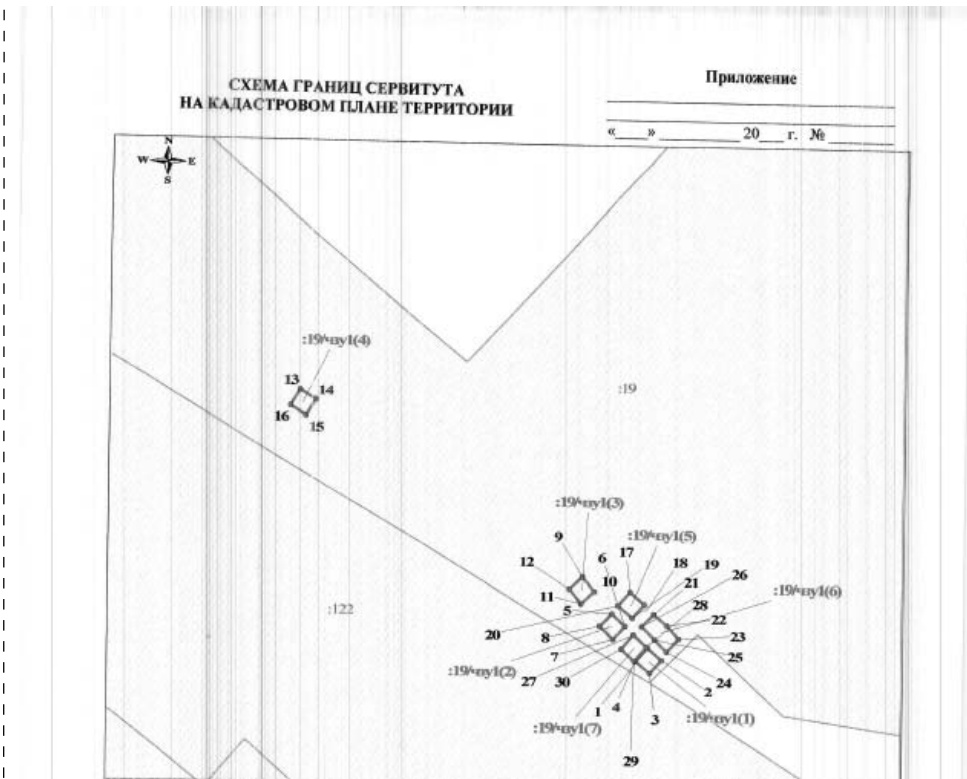 Приложение
СХЕМА ГРАНИЦ СЕРВИТУТА
НА КАДАСТРОВОМ ПЛАНЕ ТЕРРИТОРИИ
«____» ____________ 20___ г. № _________
N
W E
S
:19/чзу1(4)
13
14
16
15
:19
:19/чзу1(3)
9
:19/чзу1(5)
6
17
12
10
18
19
26
21
11
5
28
:19/чзу1(6)
22
:122
20
8
23
7
25
:19/чзу1(2)
27
30
24
2
1
4
3
:19/чзу1(1)
:19/чзу1(7)
29